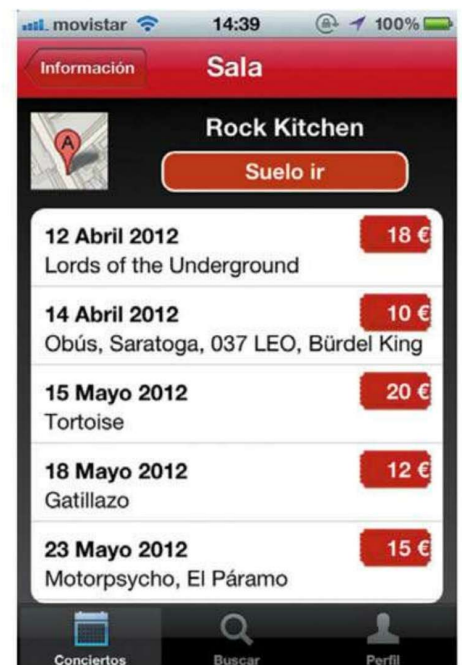 movistar 14:39 100%
Información Sala
A
Rock Kitchen
Suelo ir
12 Abril 2012 18 €
Lords of the Underground
14 Abril 2012 10 €
Obús, Saratoga, 037 LEO, Bürdel King
15 Mayo 2012 20 €
Tortoise
18 Mayo 2012 12 €
Gatillazo
23 Mayo 2012 15 €
Motorpsycho, El Páramo
Conciertos Buscar Perfil